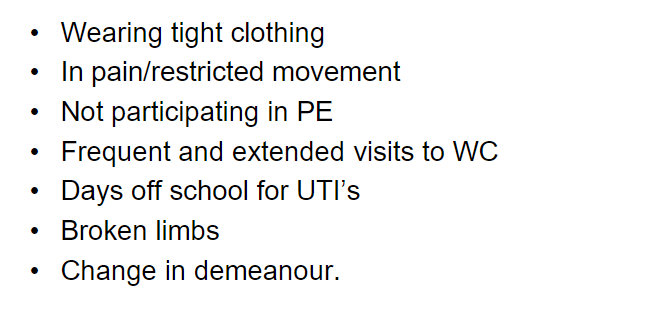 • Wearing tight clothing
• In pain/restricted movement
• Not participating in PE
• Frequent and extended visits to WC
• Days off school for UTI’s
• Broken limbs
• Change in demeanour.